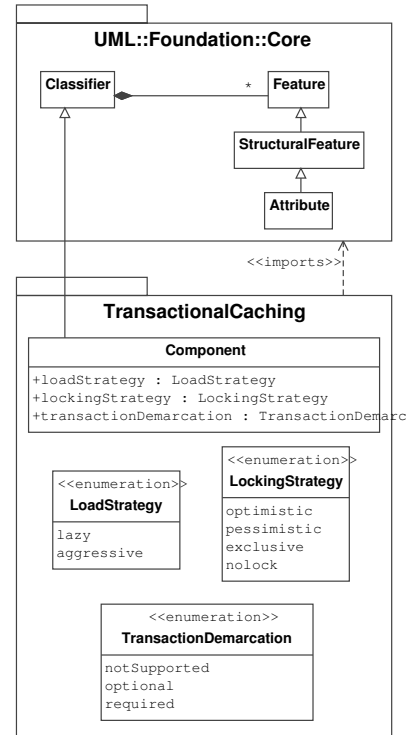 UML::Foundation::Core
Classifier
*
Feature
StructuralFeature
Attribute
<<imports>>
TransactionalCaching
Component
+loadStrategy : LoadStrategy
+lockingStrategy : LockingStrategy
+transactionDemarcation : TransactionDemarc
<<enumeration>>
LoadStrategy
lazy
aggressive
<<enumeration>>
LockingStrategy
optimistic
pessimistic
exclusive
nolock
<<enumeration>>
TransactionDemarcation
notSupported
optional
required